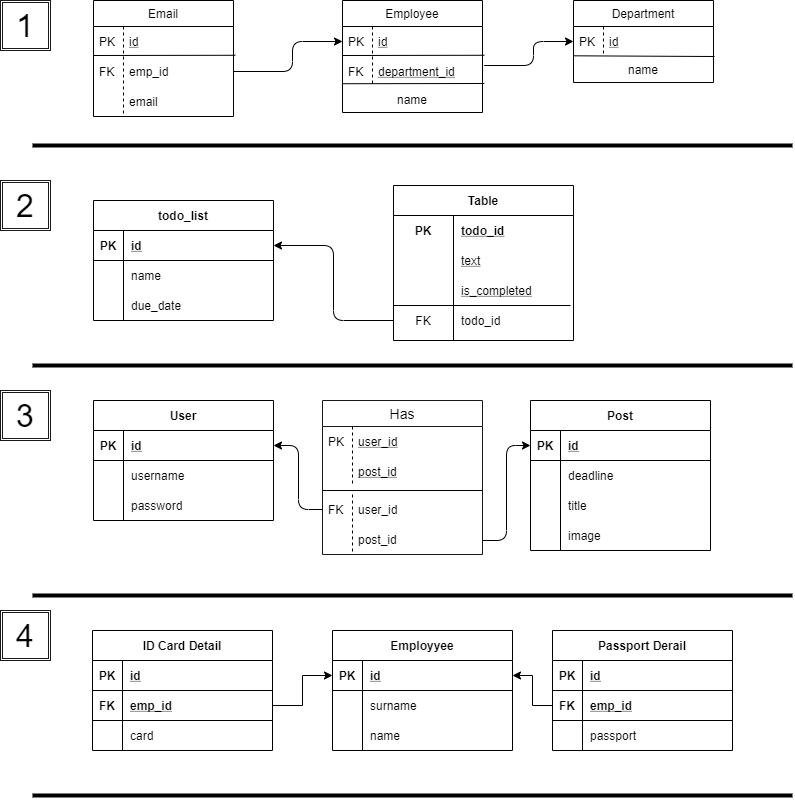 1
Email Employee Department
PK id PK id PK id
FK emp_id FK department_id name
email name
2
todo_list Table
PK id PK todo_id
name text
due_date is_completed
FK todo_id
3
User Has Post
PK id PK user_id PK id
username post_id deadline
password FK user_id title
post_id image
4
ID Card Detail Employyee Passport Derail
PK id PK id PK id
FK emp_id surname FK emp_id
card name passport